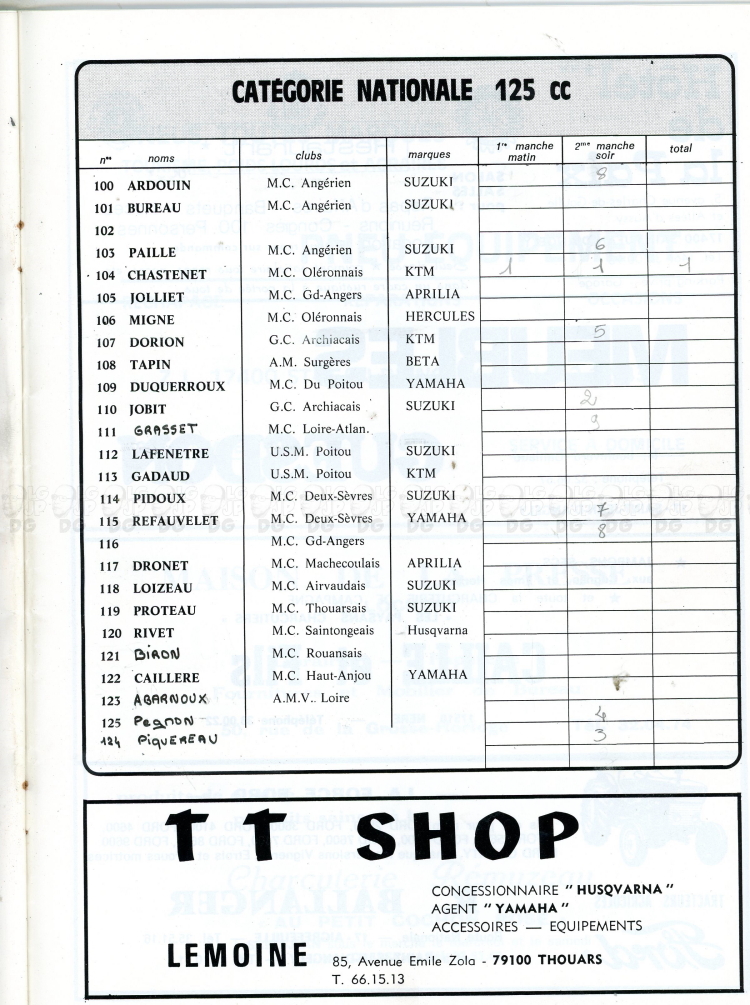 CATÉGORIE NATIONALE 125 cc
nos noms clubs marques 1re manche matin 2me manche soir total
100 ARDOUIN M.C. Angérien SUZUKI 8
101 BUREAU M.C. Angérien SUZUKI
102
103 PAILLE M.C. Angérien SUZUKI 6
104 CHASTENET M.C. Oléronnais KTM 1 1 1
105 JOLLIET M.C. Gd-Angers APRILIA
106 MIGNE M.C. Oléronnais HERCULES
107 DORION G.C. Archiacais KTM 5
108 TAPIN A.M. Surgères BETA
109 DUQUERROUX M.C. Du Poitou YAMAHA
110 JOBIT G.C. Archiacais SUZUKI 2
111 GRASSET M.C. Loire-Atlan. 9
112 LAFENETRE U.S.M. Poitou SUZUKI
113 GADAUD U.S.M. Poitou KTM
114 PIDOUX M.C. Deux-Sèvres SUZUKI
115 REFAUVELET M.C. Deux-Sèvres YAMAHA 7
116 M.C. Gd-Angers 8
117 DRONET M.C. Machecoulais APRILIA
118 LOIZEAU M.C. Airvaudais SUZUKI
119 PROTEAU M.C. Thouarsais SUZUKI
120 RIVET M.C. Saintongeais Husqvarna
121 BIRON M.C. Rouansais
122 CAILLERE M.C. Haut-Anjou YAMAHA
123 ABARNOUX A.M.V. Loire
125 Pegnon 4
124 PIQUEREAU 3
TT SHOP
CONCESSIONNAIRE "HUSQVARNA"
AGENT "YAMAHA"
ACCESSOIRES — EQUIPEMENTS
LEMOINE 85, Avenue Emile Zola - 79100 THOUARS
T. 66.15.13